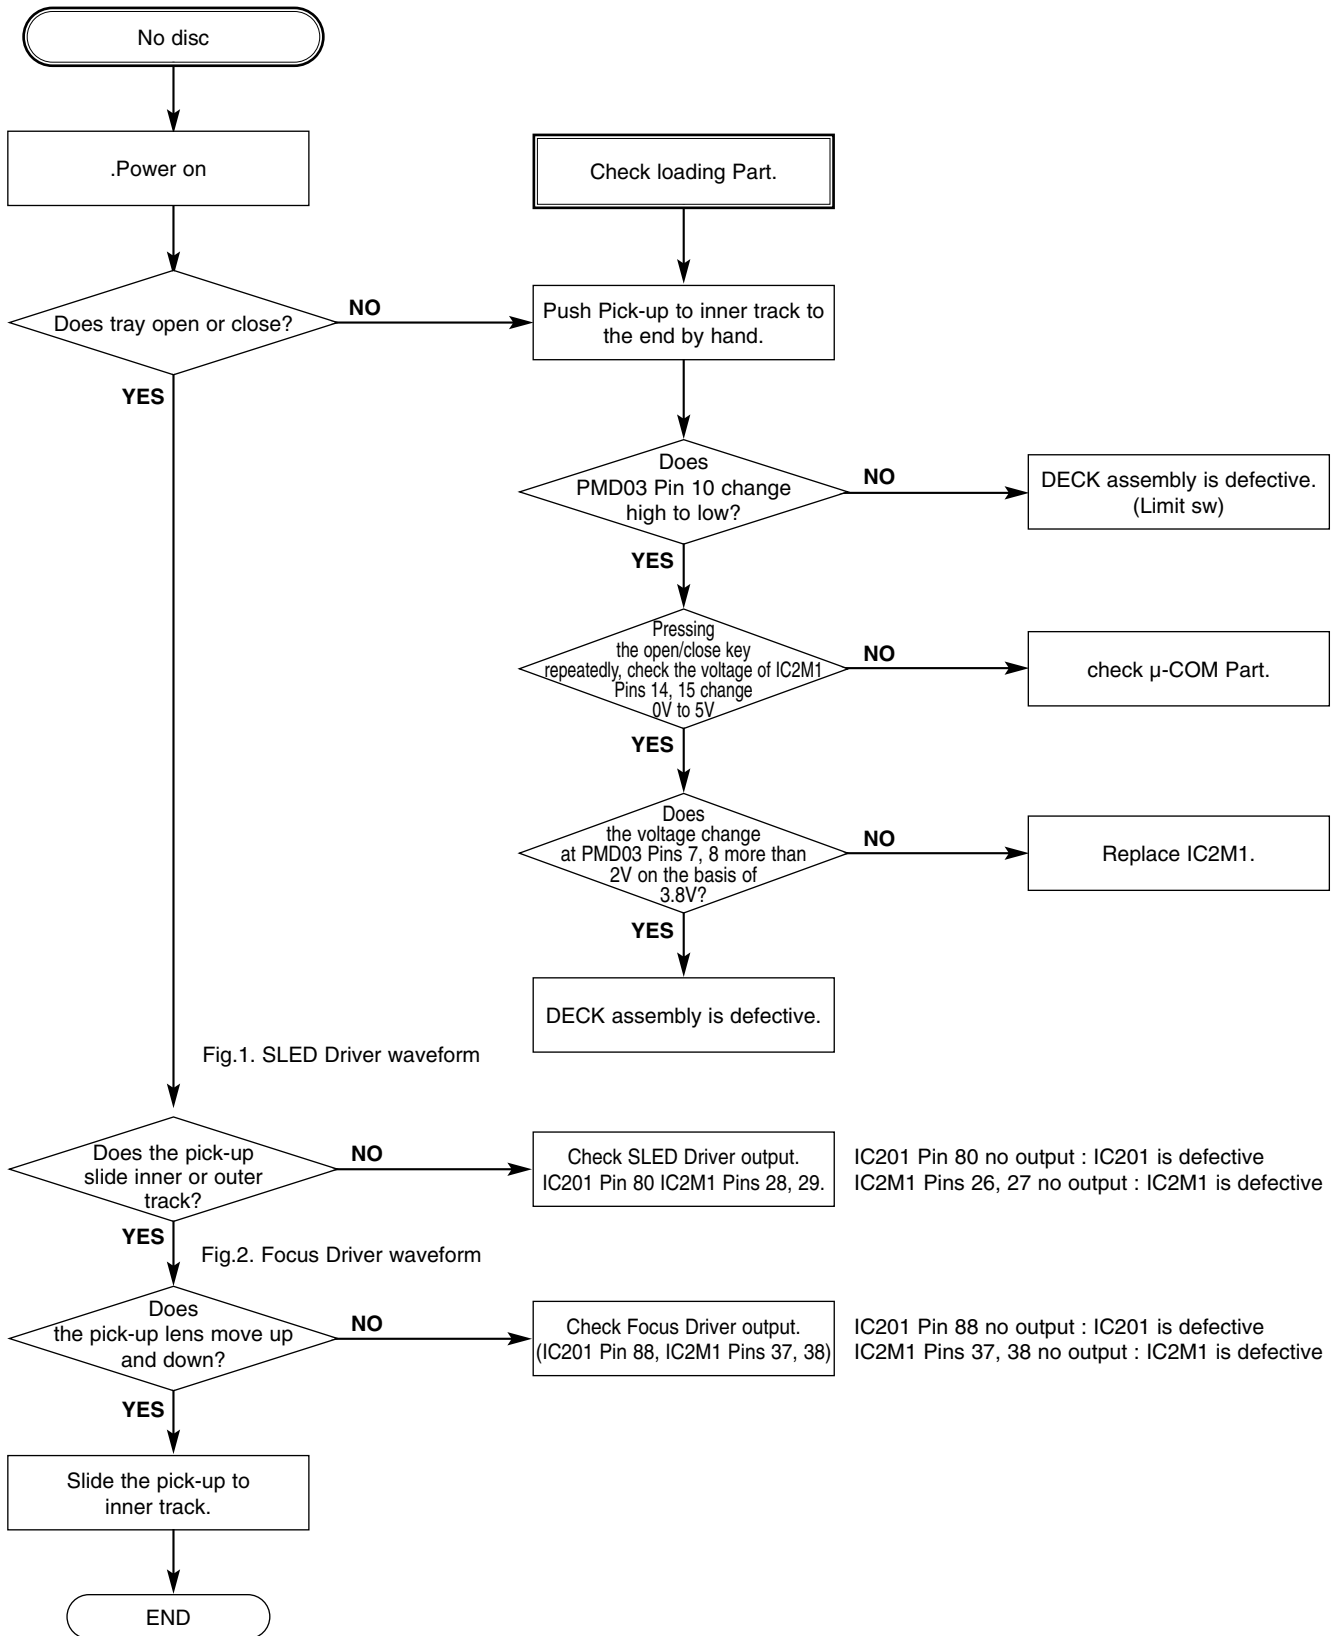 No disc
.Power on
Does tray open or close?
NO
YES
Check loading Part.
Push Pick-up to inner track to
the end by hand.
Does
PMD03 Pin 10 change
high to low?
NO
DECK assembly is defective.
(Limit sw)
YES
Pressing
the open/close key
repeatedly, check the voltage of IC2M1
Pins 14, 15 change
0V to 5V
NO
check μ-COM Part.
YES
Does
the voltage change
at PMD03 Pins 7, 8 more than
2V on the basis of
3.8V?
NO
Replace IC2M1.
YES
DECK assembly is defective.
Fig.1. SLED Driver waveform
Does the pick-up
slide inner or outer
track?
NO
Check SLED Driver output.
IC201 Pin 80 IC2M1 Pins 28, 29.
IC201 Pin 80 no output : IC201 is defective
IC2M1 Pins 26, 27 no output : IC2M1 is defective
YES
Fig.2. Focus Driver waveform
Does
the pick-up lens move up
and down?
NO
Check Focus Driver output.
(IC201 Pin 88, IC2M1 Pins 37, 38)
IC201 Pin 88 no output : IC201 is defective
IC2M1 Pins 37, 38 no output : IC2M1 is defective
YES
Slide the pick-up to
inner track.
END